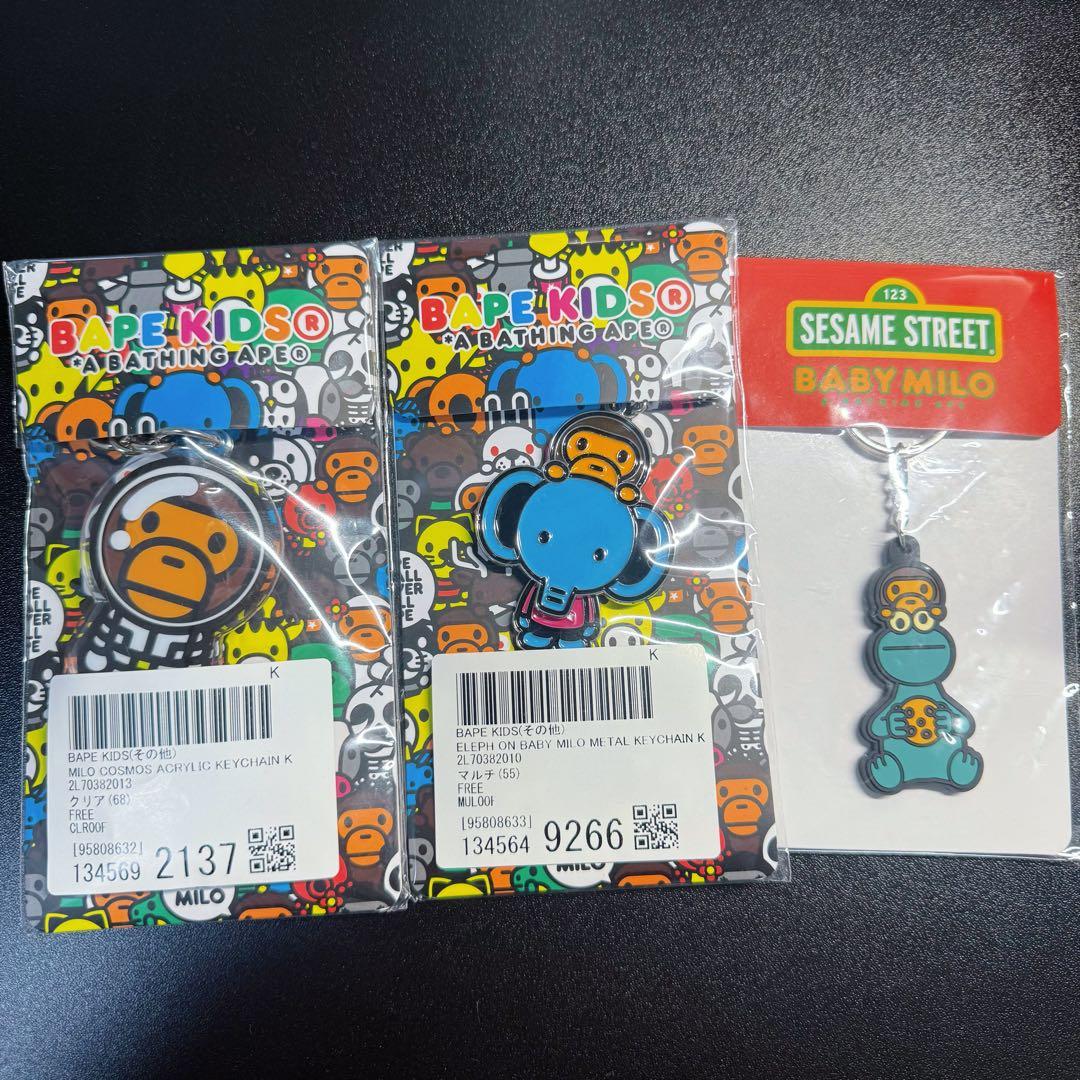 BAPE KIDS®
*A BATHING APE®
K
BAPE KIDS(その他)
MILO COSMOS ACRYLIC KEYCHAIN K
2L70382013
クリア(68)
FREE
CLR00F
[95808632]
134569 2137
MILO
BAPE KIDS®
*A BATHING APE®
K
BAPE KIDS(その他)
ELEPH ON BABY MILO METAL KEYCHAIN K
2L70382010
マルチ(55)
FREE
MUL00F
[95808633]
134564 9266
MILO
123
SESAME STREET
BABY MILO